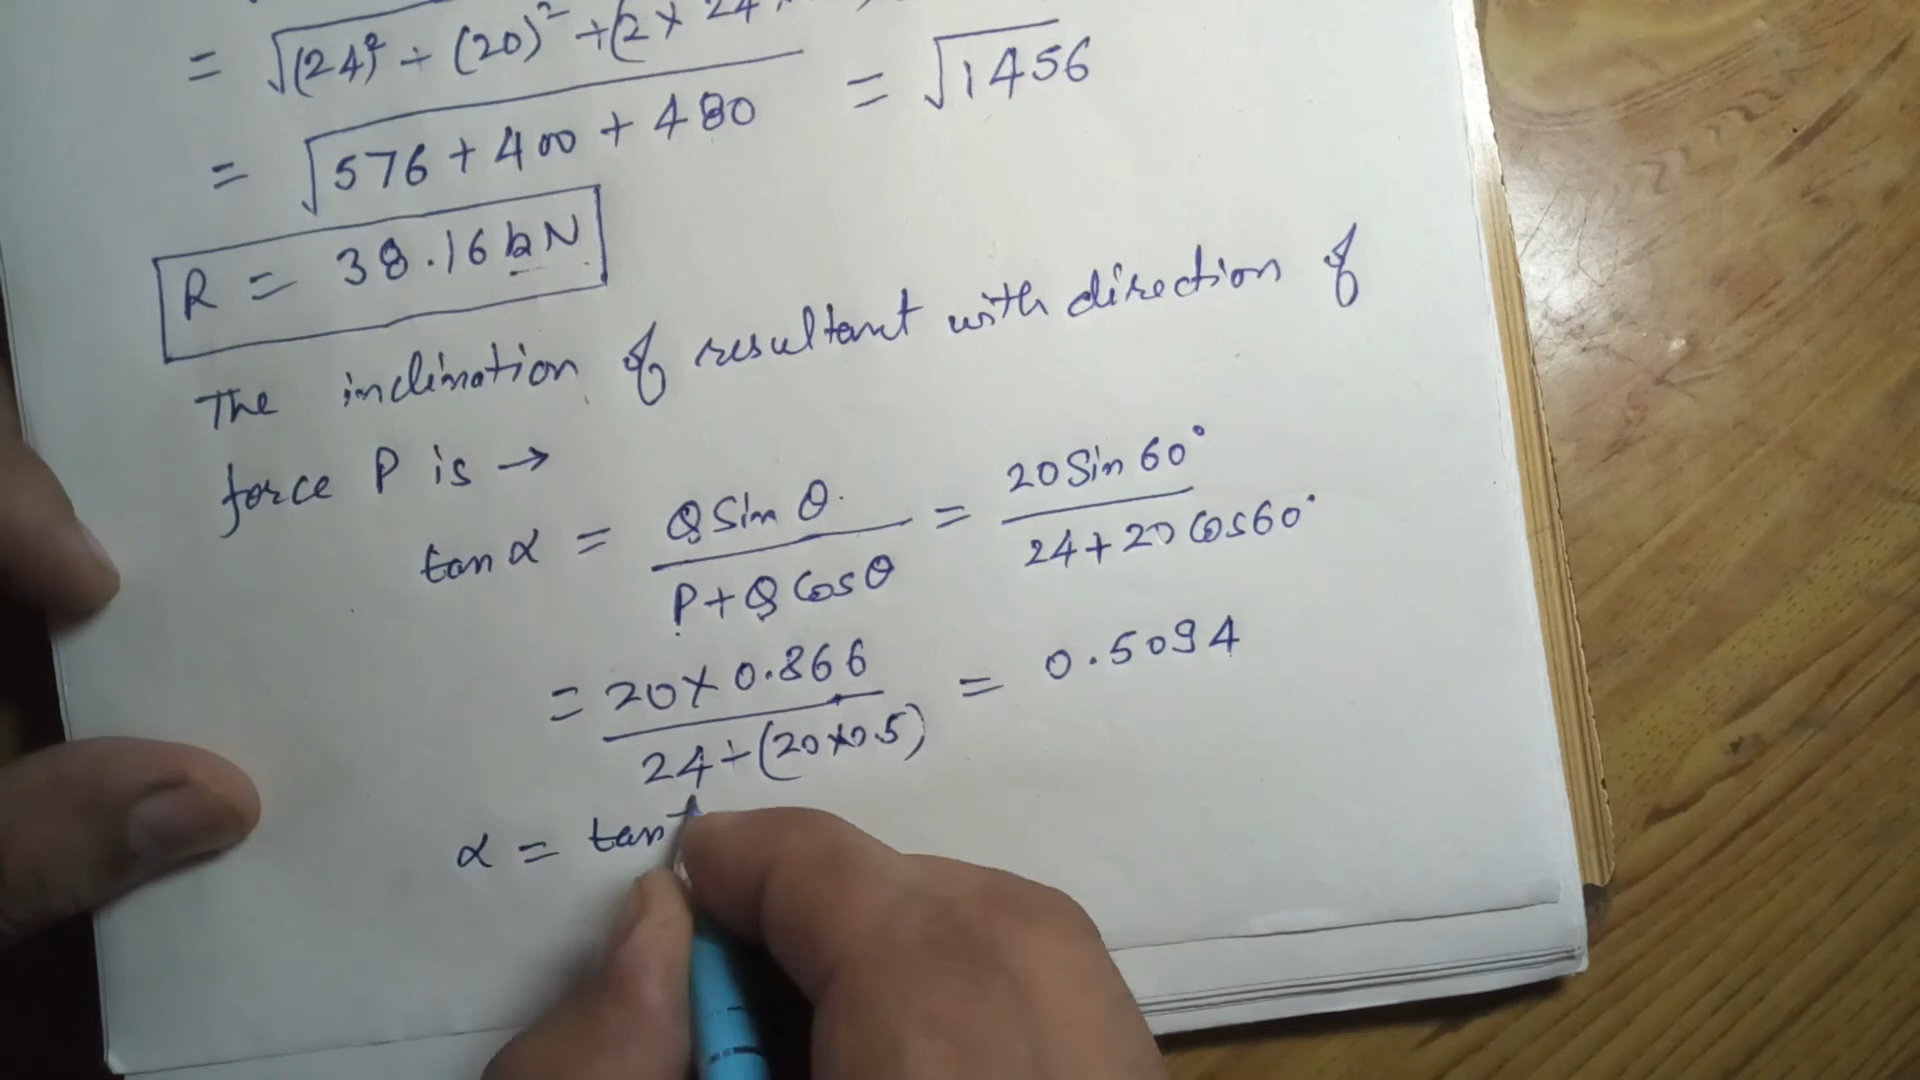 = √(24)² + (20)² + (2 × 24
= √576 + 400 + 480 = √1456
R = 38.16 kN
The inclination of resultant with direction of
force P is →
tan α = Q Sin θ / P + Q Cos θ = 20 Sin 60° / 24 + 20 Cos 60°
= 20 × 0.866 / 24 + (20 × 0.5) = 0.5094
α = tan⁻